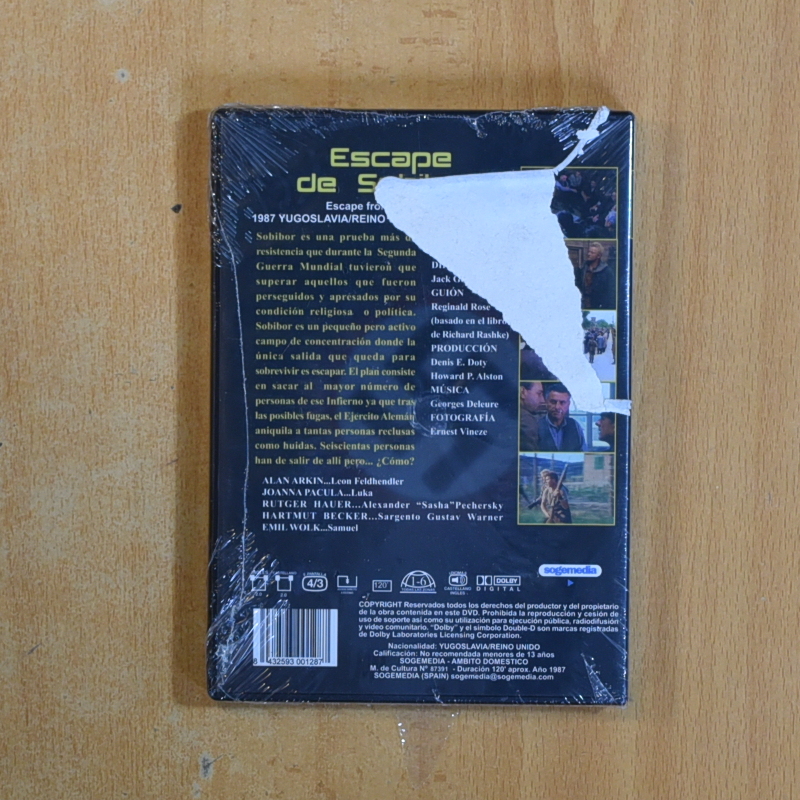 Escape
de
Escape
1987 YUGOSLAVIA/REINO
Sobibor es una prueba más
resistencia que durante la Segunda
Guerra Mundial tuvieron que
superar aquellos que fueron
perseguidos y apresados por su
condición religiosa o política.
Sobibor es un pequeño pero activo
campo de concentración donde la
única salida que queda para
sobrevivir es escapar. El plan consiste
en sacar al mayor número de
personas de ese Infierno ya que tras
las posibles fugas, el Ejercito Alemán
aniquila a tantas personas reclusas
como huidas. Seiscientas personas
han de salir de allí pero... ¿Cómo?
Jack
GUIÓN
Reginald Rose
(basado en el libro
de Richard Rashke)
PRODUCCIÓN
Denis E. Doty
Howard P. Alston
MÚSICA
Georges Deleure
FOTOGRAFÍA
Ernest Vincze
ALAN ARKIN...Leon Feldhendler
JOANNA PACULA...Luka
RUTGER HAUER...Alexander “Sasha”Pechersky
HARTMUT BECKER...Sargento Gustav Warner
EMIL WOLK...Samuel
sogemedia
4/3
120'
1-6
CASTELLANO
INGLES
DOLBY
DIGITAL
COPYRIGHT Reservados todos los derechos del productor y del propietario
de la obra contenida en este DVD. Prohibida la reproducción y cesión de
uso de soporte asi como su utilización para ejecución pública, radiodifusión
y video comunitario. "Dolby" y el símbolo Double-D son marcas registradas
de Dolby Laboratories Licensing Corporation.
Nacionalidad: YUGOSLAVIA/REINO UNIDO
Calificación: No recomendada menores de 13 años
SOGEMEDIA - AMBITO DOMESTICO
M. de Cultura Nº 87391 - Duración 120' aprox. Año 1987
SOGEMEDIA (SPAIN) sogemedia@sogemedia.com
8 432593 001287